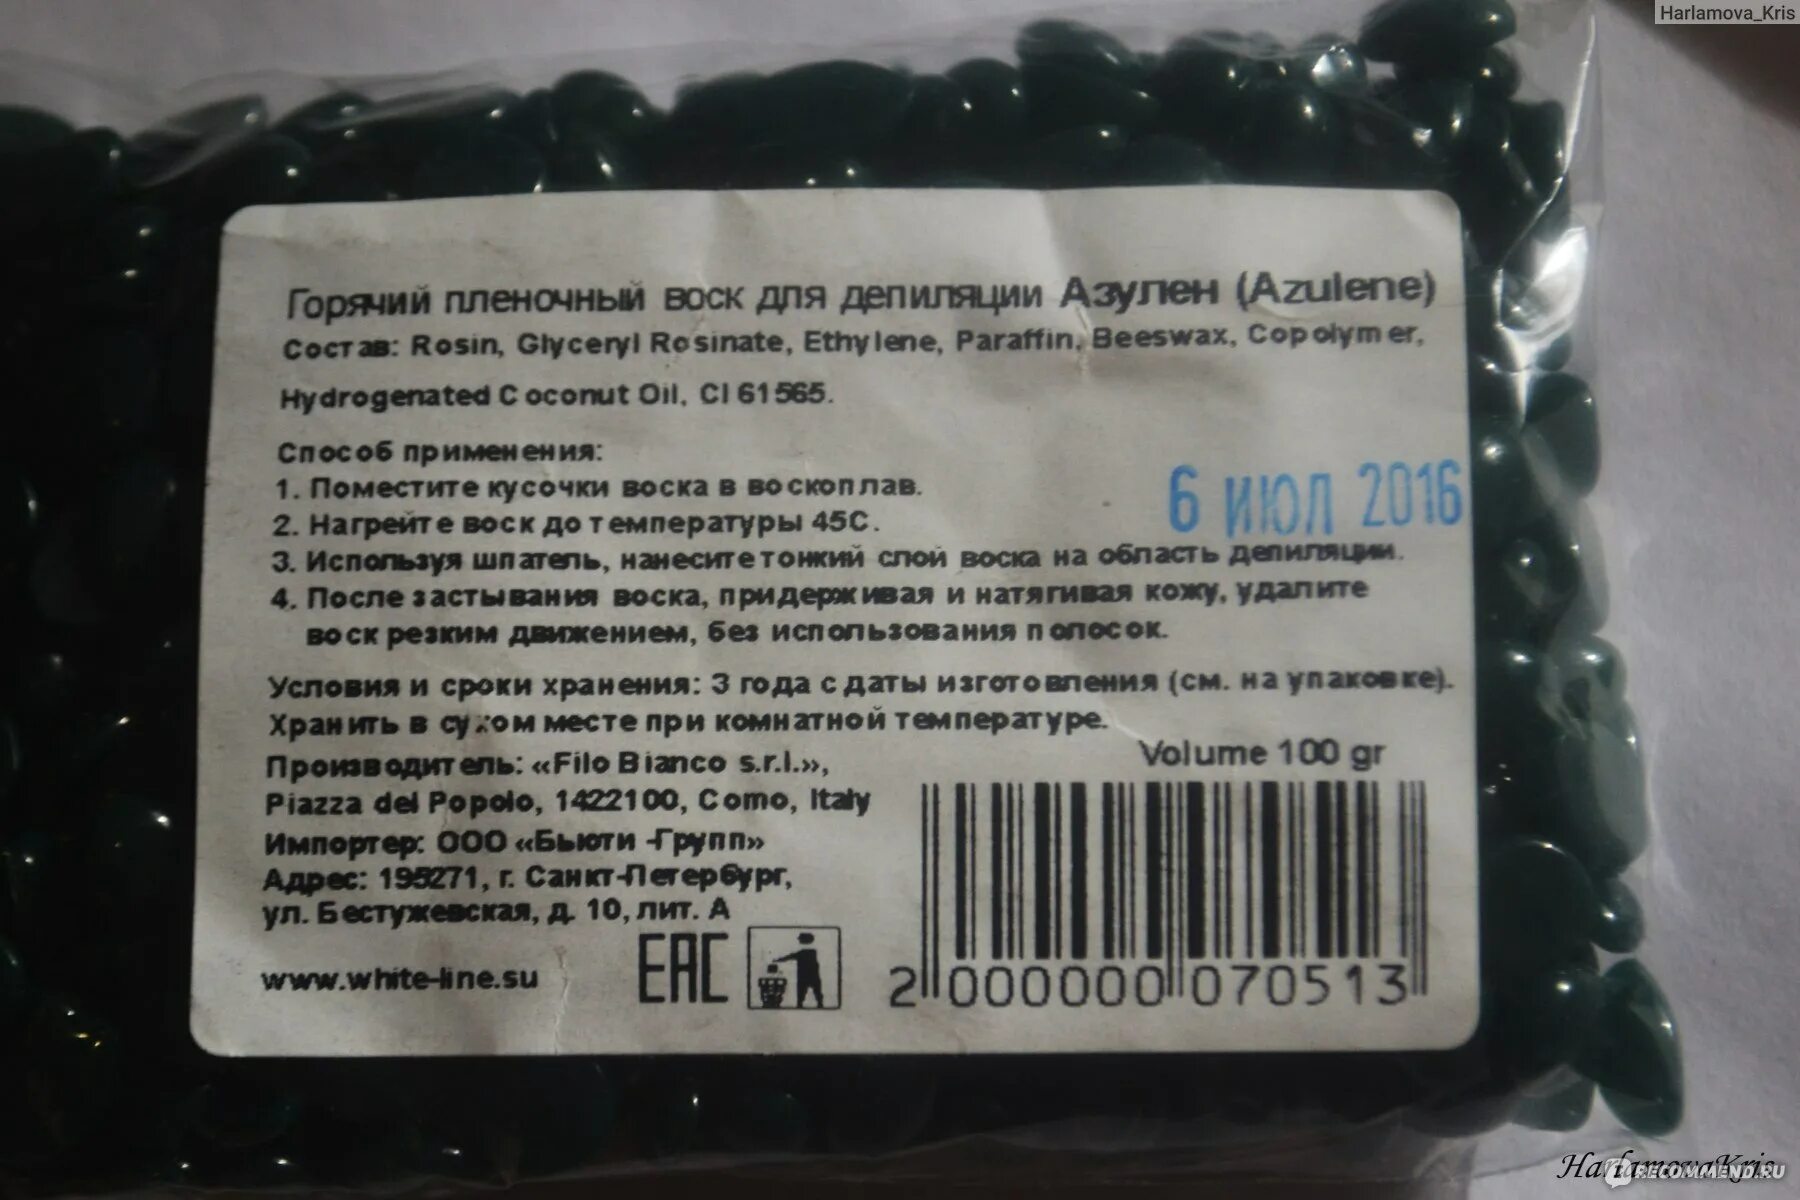 Harlamova_Kris
Горячий пленочный воск для депиляции Азулен (Azulene)
Состав: Rosin, Glyceryl Rosinate, Ethylene, Paraffin, Beeswax, Copolymer,
Hydrogenated Coconut Oil, CI 61565.
Способ применения:
1. Поместите кусочки воска в воскоплав.
2. Нагрейте воск до температуры 45С.
6 ИЮЛ 2016
3. Используя шпатель, нанесите тонкий слой воска на область депиляции.
4. После застывания воска, придерживая и натягивая кожу, удалите
воск резким движением, без использования полосок.
Условия и сроки хранения: 3 года с даты изготовления (см. на упаковке).
Хранить в сухом месте при комнатной температуре.
Volume 100 gr
Производитель: «Filo Bianco s.r.l.»,
Piazza del Popolo, 1422100, Como, Italy
Импортер: ООО «Бьюти -Групп»
Адрес: 195271, г. Санкт-Петербург,
ул. Бестужевская, д. 10, лит. А
www.white-line.su
EAC
2 000000 070513
HarlamovaKris
RECOMMEND.RU